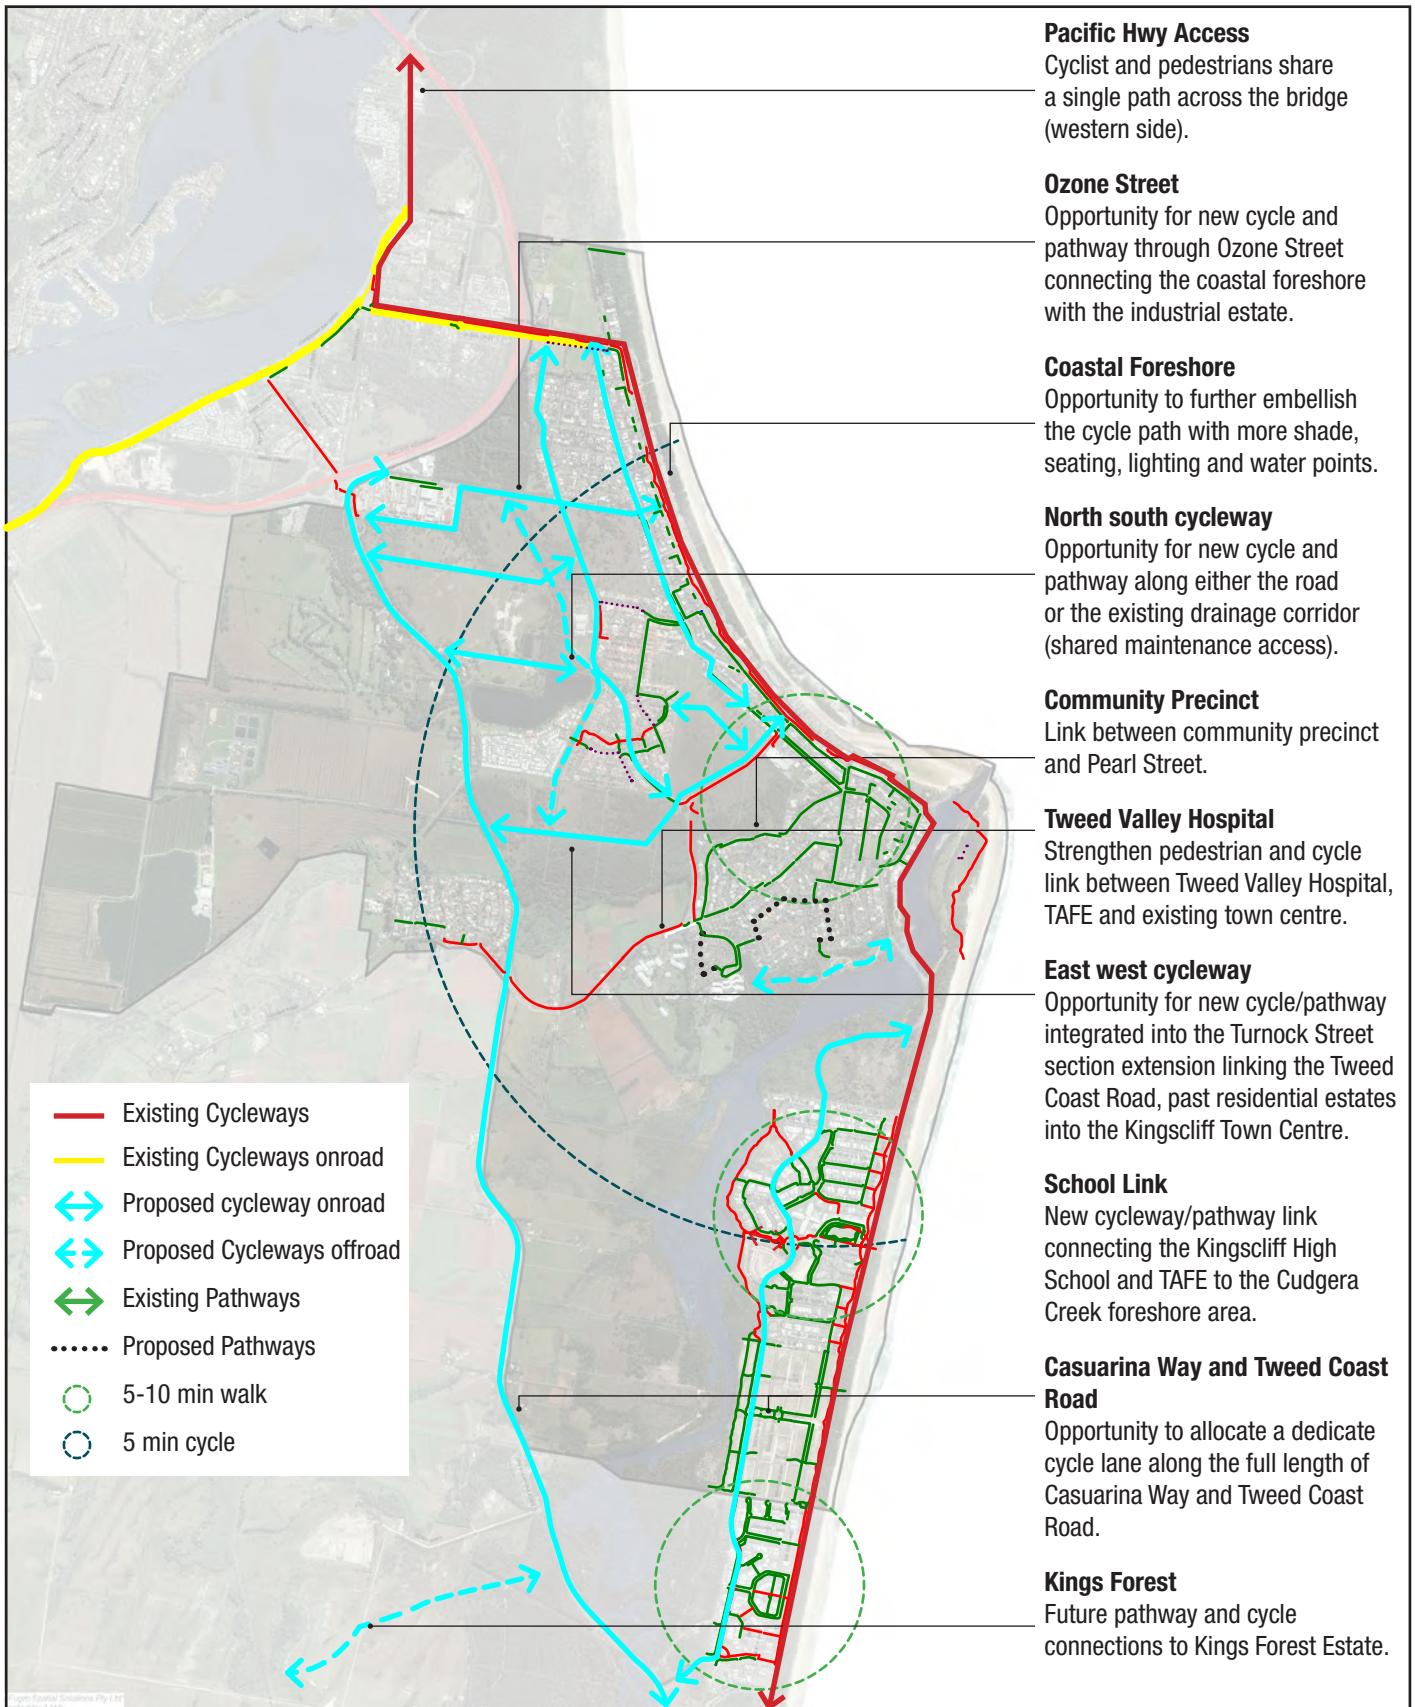 Pacific Hwy Access
Cyclist and pedestrians share
a single path across the bridge
(western side).
Ozone Street
Opportunity for new cycle and
pathway through Ozone Street
connecting the coastal foreshore
with the industrial estate.
Coastal Foreshore
Opportunity to further embellish
the cycle path with more shade,
seating, lighting and water points.
North south cycleway
Opportunity for new cycle and
pathway along either the road
or the existing drainage corridor
(shared maintenance access).
Community Precinct
Link between community precinct
and Pearl Street.
Tweed Valley Hospital
Strengthen pedestrian and cycle
link between Tweed Valley Hospital,
TAFE and existing town centre.
East west cycleway
Opportunity for new cycle/pathway
integrated into the Turnock Street
section extension linking the Tweed
Coast Road, past residential estates
into the Kingscliff Town Centre.
School Link
New cycleway/pathway link
connecting the Kingscliff High
School and TAFE to the Cudgera
Creek foreshore area.
Casuarina Way and Tweed Coast
Road
Opportunity to allocate a dedicate
cycle lane along the full length of
Casuarina Way and Tweed Coast
Road.
Kings Forest
Future pathway and cycle
connections to Kings Forest Estate.
Existing Cycleways
Existing Cycleways onroad
Proposed cycleway onroad
Proposed Cycleways offroad
Existing Pathways
Proposed Pathways
5-10 min walk
5 min cycle
Spatial Solutions Pty Ltd